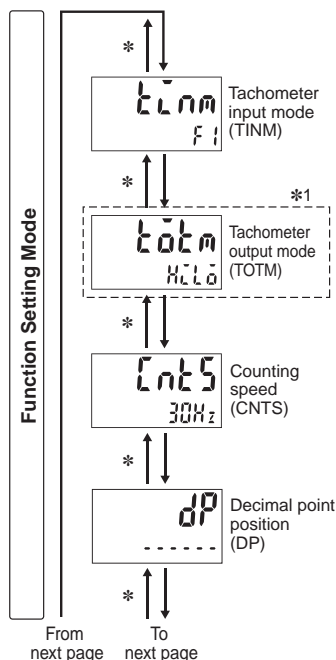 Function Setting Mode
*
tinm
F1
Tachometer
input mode
(TINM)
*
*1
totm
HiLo
Tachometer
output mode
(TOTM)
*
CntS
30Hz
Counting
speed
(CNTS)
*
dP
------
Decimal point
position
(DP)
*
From
next page
To
next page